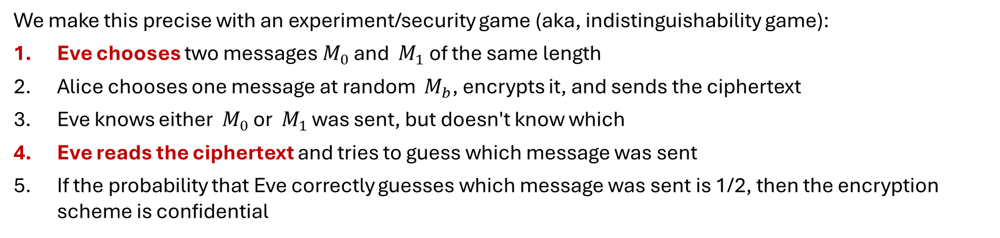 We make this precise with an experiment/security game (aka, indistinguishability game):
1. Eve chooses two messages M₀ and M₁ of the same length
2. Alice chooses one message at random M_b, encrypts it, and sends the ciphertext
3. Eve knows either M₀ or M₁ was sent, but doesn't know which
4. Eve reads the ciphertext and tries to guess which message was sent
5. If the probability that Eve correctly guesses which message was sent is 1/2, then the encryption
scheme is confidential